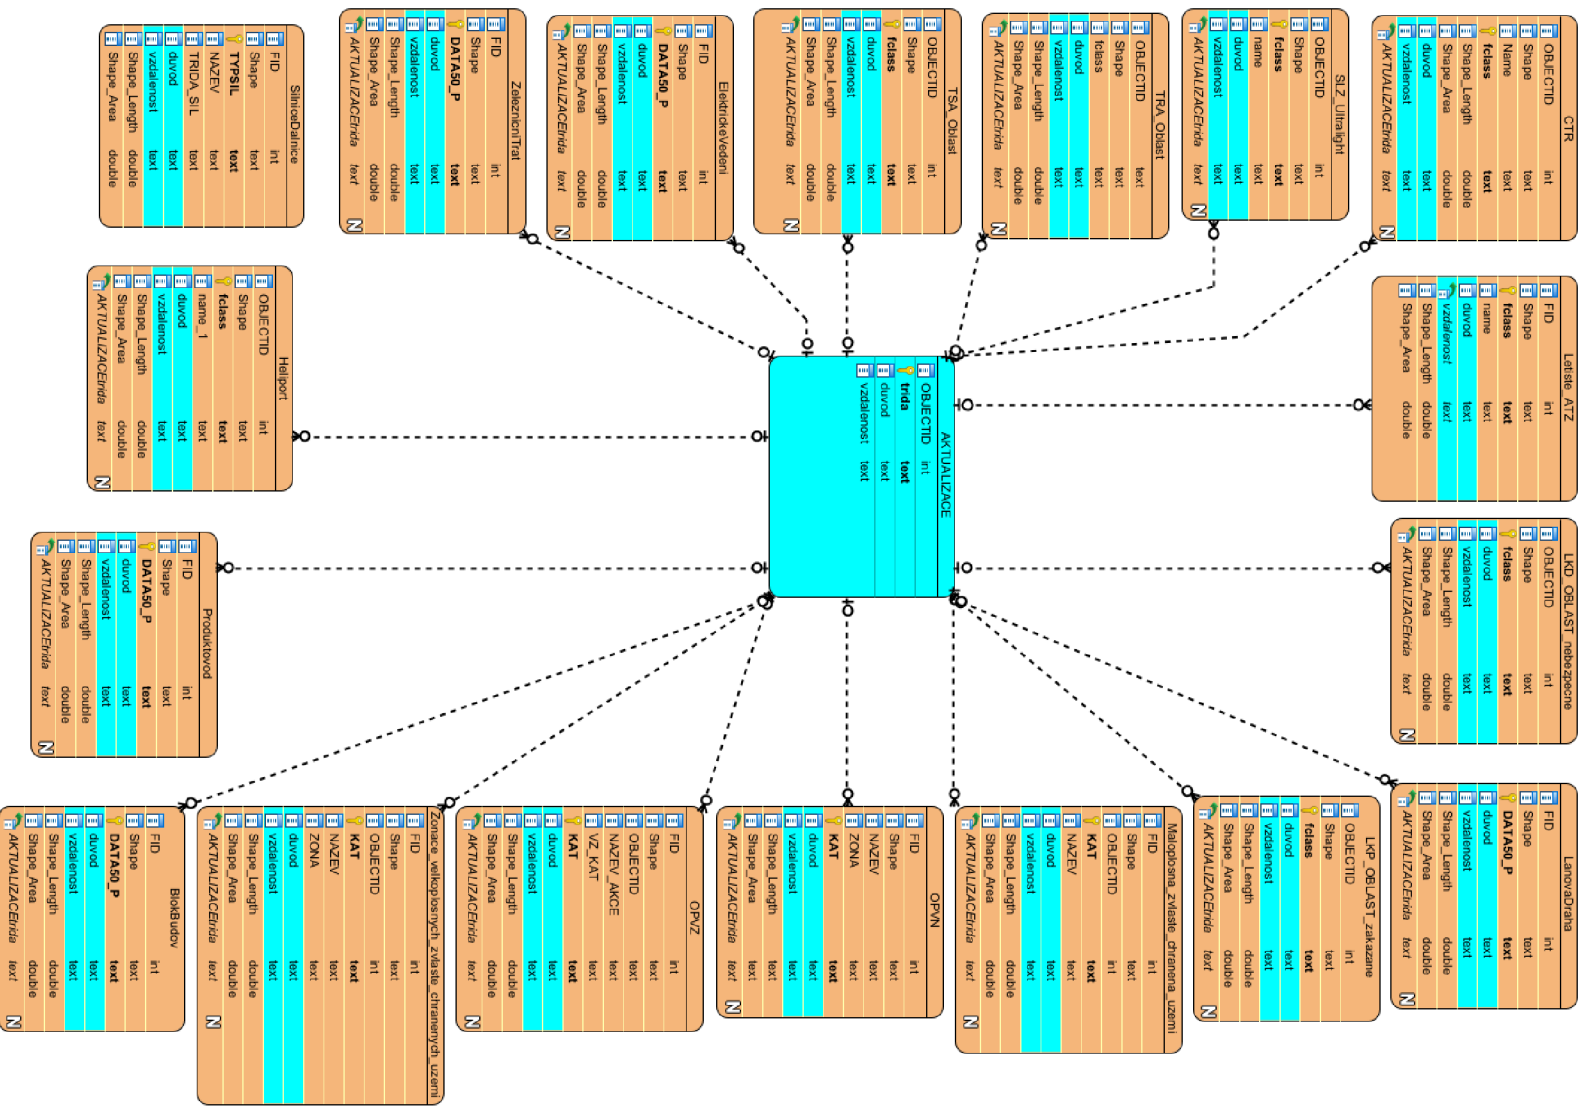 SilniceDalnice
FID int
Shape text
TYPSIL text
NAZEV text
TRIDA_SIL text
duvod text
vzdalenost text
Shape_Length double
Shape_Area double
ZeleznicniTrat
FID int
Shape text
DATA50_P text
duvod text
vzdalenost text
Shape_Length double
Shape_Area double
AKTUALIZACEtrida text
N
ElektrickeVedeni
FID int
Shape text
DATA50_P text
duvod text
vzdalenost text
Shape_Length double
Shape_Area double
AKTUALIZACEtrida text
N
TSA_Oblast
OBJECTID int
Shape text
fclass text
duvod text
vzdalenost text
Shape_Length double
Shape_Area double
AKTUALIZACEtrida text
N
TRA_Oblast
OBJECTID int
Shape text
fclass text
duvod text
vzdalenost text
Shape_Length double
Shape_Area double
AKTUALIZACEtrida text
N
SLZ_Ultralight
OBJECTID int
Shape text
fclass text
name text
duvod text
vzdalenost text
N
CTR
OBJECTID int
Shape text
Name text
fclass text
Shape_Length double
Shape_Area double
duvod text
vzdalenost text
AKTUALIZACEtrida text
N
Heliport
OBJECTID int
Shape text
fclass text
name_1 text
duvod text
vzdalenost text
Shape_Length double
Shape_Area double
AKTUALIZACEtrida text
N
AKTUALIZACE
OBJECTID int
trida text
duvod text
vzdalenost text
Letiste_ATZ
FID int
Shape text
fclass text
name text
duvod text
vzdalenost text
Shape_Length double
Shape_Area double
LKD_OBLAST_nebezpecne
OBJECTID int
Shape text
fclass text
duvod text
vzdalenost text
Shape_Length double
Shape_Area double
AKTUALIZACEtrida text
N
Produktovod
FID int
Shape text
DATA50_P text
duvod text
vzdalenost text
Shape_Length double
Shape_Area double
AKTUALIZACEtrida text
N
BlokBudov
FID int
Shape text
DATA50_P text
duvod text
vzdalenost text
Shape_Length double
Shape_Area double
AKTUALIZACEtrida text
N
Zonace_velkoplosnych_zvlaste_chranenych_uzemi
FID int
Shape text
OBJECTID int
KAT text
NAZEV text
ZONA text
duvod text
vzdalenost text
Shape_Length double
Shape_Area double
AKTUALIZACEtrida text
N
OPVZ
FID int
Shape text
OBJECTID int
NAZEV_AKCE text
VZ_KAT text
KAT text
duvod text
vzdalenost text
Shape_Length double
Shape_Area double
AKTUALIZACEtrida text
N
OPVN
FID int
Shape text
NAZEV text
ZONA text
KAT text
duvod text
vzdalenost text
Shape_Length double
Shape_Area double
AKTUALIZACEtrida text
N
Maloplosna_zvlaste_chranena_uzemi
FID int
Shape text
OBJECTID int
KAT text
NAZEV text
duvod text
vzdalenost text
Shape_Length double
Shape_Area double
AKTUALIZACEtrida text
N
LKP_OBLAST_zakazane
OBJECTID int
Shape text
fclass text
duvod text
vzdalenost text
Shape_Length double
Shape_Area double
AKTUALIZACEtrida text
N
LanovaDraha
FID int
Shape text
DATA50_P text
duvod text
vzdalenost text
Shape_Length double
Shape_Area double
AKTUALIZACEtrida text
N